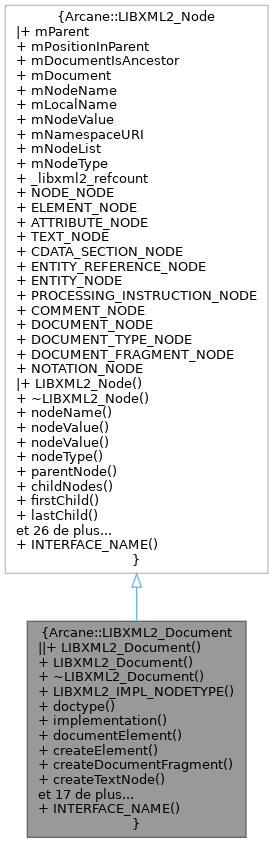 {Arcane::LIBXML2_Node
|+ mParent
+ mPositionInParent
+ mDocumentIsAncestor
+ mDocument
+ mNodeName
+ mLocalName
+ mNodeValue
+ mNamespaceURI
+ mNodeList
+ mNodeType
+ _libxml2_refcount
+ NODE_NODE
+ ELEMENT_NODE
+ ATTRIBUTE_NODE
+ TEXT_NODE
+ CDATA_SECTION_NODE
+ ENTITY_REFERENCE_NODE
+ ENTITY_NODE
+ PROCESSING_INSTRUCTION_NODE
+ COMMENT_NODE
+ DOCUMENT_NODE
+ DOCUMENT_TYPE_NODE
+ DOCUMENT_FRAGMENT_NODE
+ NOTATION_NODE
|+ LIBXML2_Node()
+ ~LIBXML2_Node()
+ nodeName()
+ nodeValue()
+ nodeValue()
+ nodeType()
+ parentNode()
+ childNodes()
+ firstChild()
+ lastChild()
et 26 de plus...
+ INTERFACE_NAME()
}
{Arcane::LIBXML2_Document
||+ LIBXML2_Document()
+ LIBXML2_Document()
+ ~LIBXML2_Document()
+ LIBXML2_IMPL_NODETYPE()
+ doctype()
+ implementation()
+ documentElement()
+ createElement()
+ createDocumentFragment()
+ createTextNode()
et 17 de plus...
+ INTERFACE_NAME()
}